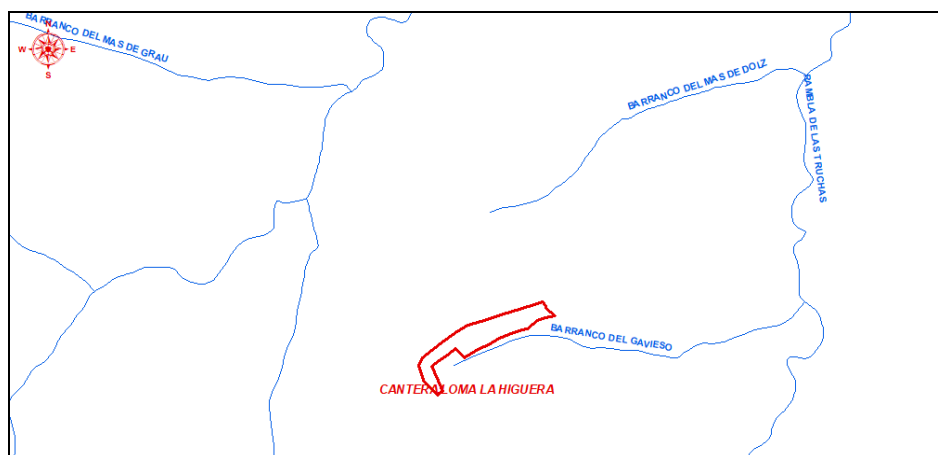 BARRANCO DEL MAS DE GRAU
N
W E
S
BARRANCO DEL MAS DE DOLZ
RAMBLA DE LAS TRUCHAS
BARRANCO DEL GAVIESO
CANTERA LOMA LA HIGUERA